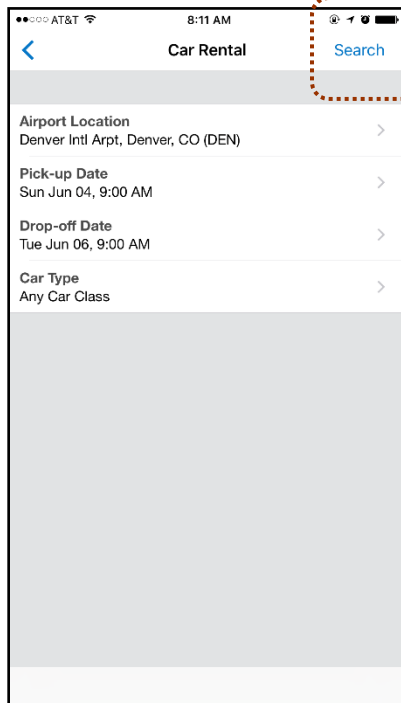 AT&T 8:11 AM
Car Rental Search
Airport Location
Denver Intl Arpt, Denver, CO (DEN)
Pick-up Date
Sun Jun 04, 9:00 AM
Drop-off Date
Tue Jun 06, 9:00 AM
Car Type
Any Car Class